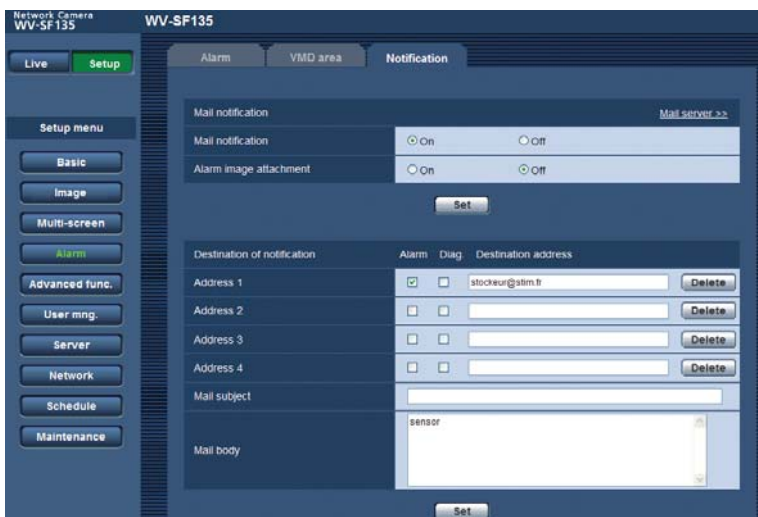 Network Camera
WV-SF135
WV-SF135
Live
Setup
Setup menu
Basic
Image
Multi-screen
Alarm
Advanced func.
User mng.
Server
Network
Schedule
Maintenance
Alarm
VMD area
Notification
Mail notification
Mail server >>
Mail notification
On
Off
Alarm image attachment
On
Off
Set
Destination of notification
Alarm
Diag.
Destination address
Address 1
stockeur@stim.fr
Delete
Address 2
Delete
Address 3
Delete
Address 4
Delete
Mail subject
Mail body
sensor
Set